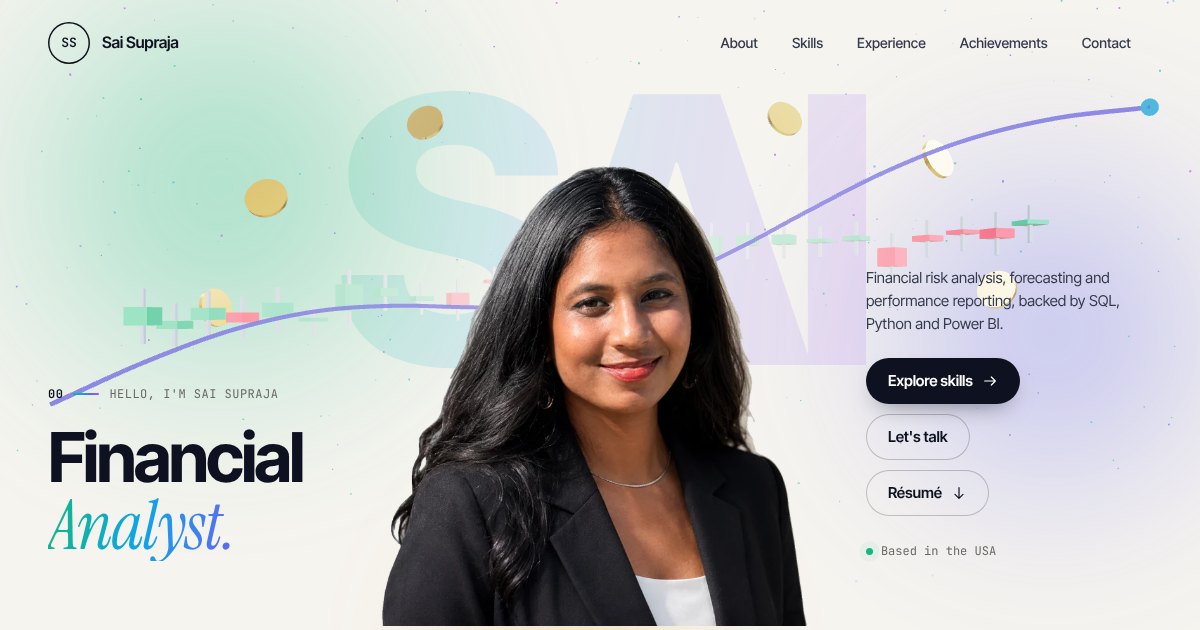 SS
Sai Supraja
About
Skills
Experience
Achievements
Contact
SAI
Financial risk analysis, forecasting and
performance reporting, backed by SQL,
Python and Power BI.
Explore skills →
Let's talk
Résumé ↓
Based in the USA
00
HELLO, I'M SAI SUPRAJA
Financial
Analyst.